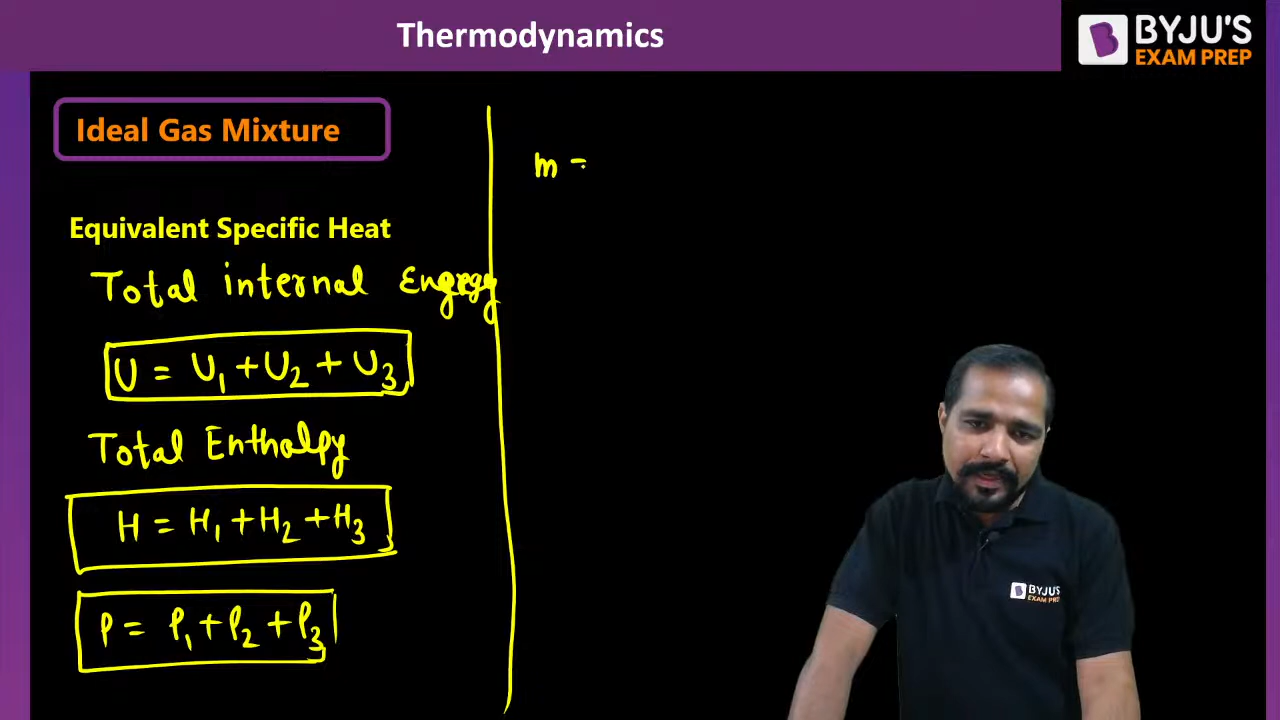 Thermodynamics
BYJU'S
EXAM PREP
Ideal Gas Mixture
m =
Equivalent Specific Heat
Total internal Energy
U = U₁ + U₂ + U₃
Total Enthalpy
H = H₁ + H₂ + H₃
P = P₁ + P₂ + P₃
BYJU'S
EXAM PREP